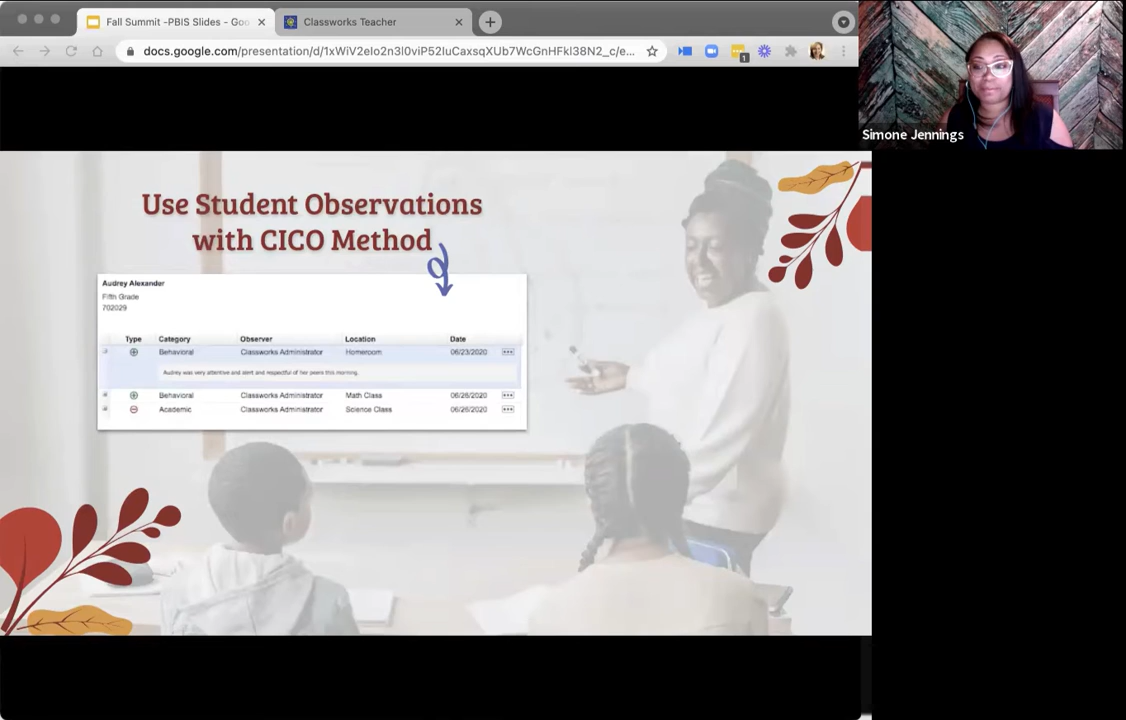 Fall Summit -PBIS Slides - Goo
Classworks Teacher
docs.google.com/presentation/d/1xWiV2eIo2n3l0viP52IuCaxsqXUb7WcGnHFkl38N2_c/e...
1
Simone Jennings
Use Student Observations
with CICO Method
Audrey Alexander
Fifth Grade
702029
Type Category Observer Location Date
Behavioral Classworks Administrator Homeroom 06/23/2020
Audrey was very attentive and alert and respectful of her peers this morning.
Behavioral Classworks Administrator Math Class 06/26/2020
Academic Classworks Administrator Science Class 06/26/2020